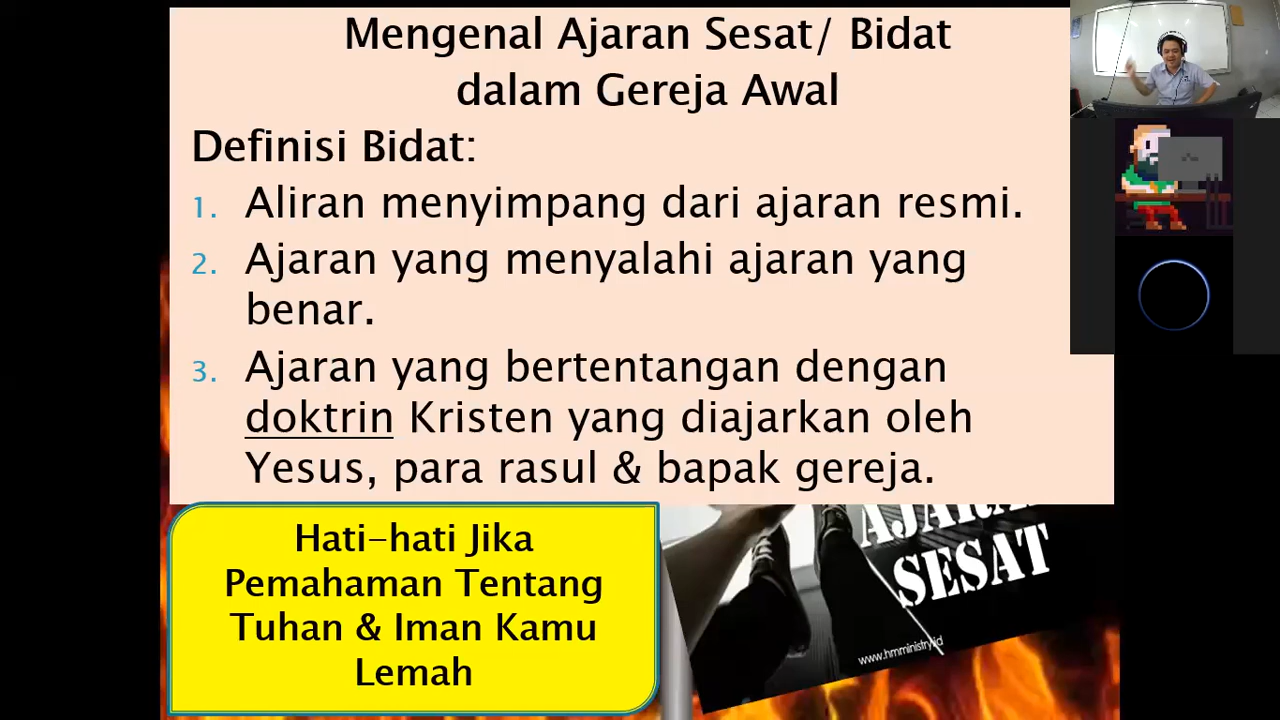 Mengenal Ajaran Sesat/ Bidat
dalam Gereja Awal
Definisi Bidat:
1. Aliran menyimpang dari ajaran resmi.
2. Ajaran yang menyalahi ajaran yang
benar.
3. Ajaran yang bertentangan dengan
doktrin Kristen yang diajarkan oleh
Yesus, para rasul & bapak gereja.
Hati-hati Jika
Pemahaman Tentang
Tuhan & Iman Kamu
Lemah
SESAT
www.hmministry.id